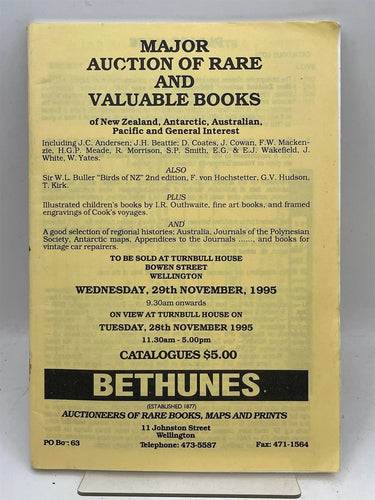 MAJOR
AUCTION OF RARE
AND
VALUABLE BOOKS
of New Zealand, Antarctic, Australian,
Pacific and General Interest
Including J.C. Andersen; J.H. Beattie; D. Coates, J. Cowan, F.W. Macken-
zie, H.G.P. Meade, R. Morrison, S.P. Smith, E.G. & E.J. Wakefield, J.
White, W. Yates.
ALSO
Sir W.L. Buller "Birds of NZ" 2nd edition, F. von Hochstetter, G.V. Hudson,
T. Kirk.
PLUS
Illustrated children's books by I.R. Outhwaite, fine art books, and framed
engravings of Cook's voyages.
AND
A good selection of regional histories; Australia, Journals of the Polynesian
Society, Antarctic maps, Appendices to the Journals ......, and books for
vintage car repairers.
TO BE SOLD AT TURNBULL HOUSE
BOWEN STREET
WELLINGTON
WEDNESDAY, 29th NOVEMBER, 1995
9.30am onwards
ON VIEW AT TURNBULL HOUSE ON
TUESDAY, 28th NOVEMBER 1995
11.30am - 5.00pm
CATALOGUES $5.00
BETHUNES
(ESTABLISHED 1877)
AUCTIONEERS OF RARE BOOKS, MAPS AND PRINTS
11 Johnston Street
Wellington
PO Box 63 Telephone: 473-5587 Fax: 471-1564